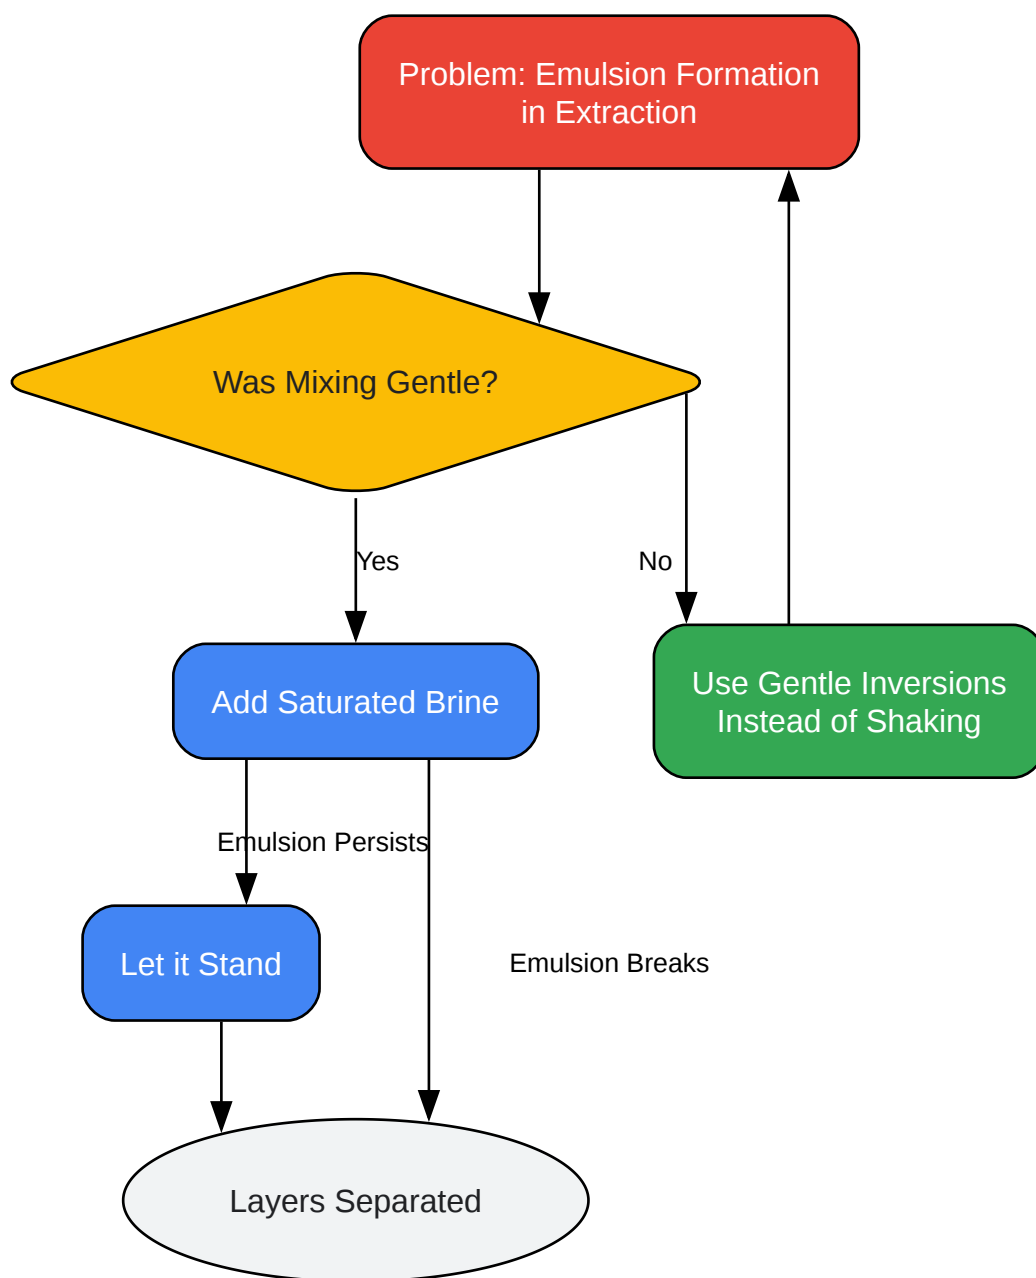 Problem: Emulsion Formation
in Extraction
Was Mixing Gentle?
Yes
No
Add Saturated Brine
Use Gentle Inversions
Instead of Shaking
Emulsion Persists
Let it Stand
Emulsion Breaks
Layers Separated